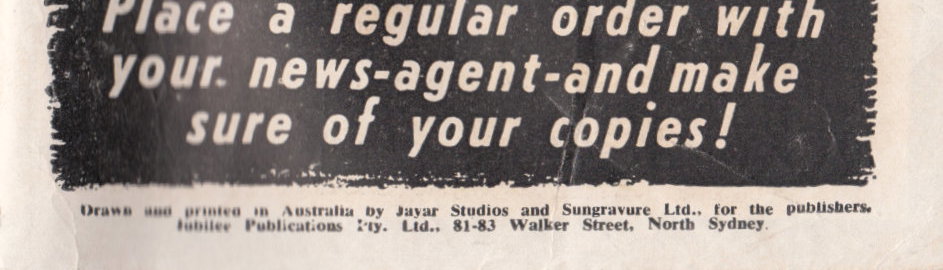 Place a regular order with
your news-agent-and make
sure of your copies!
Drawn and printed in Australia by Jayar Studios and Sungravure Ltd., for the publishers,
Jubilee Publications Pty. Ltd., 81-83 Walker Street, North Sydney.